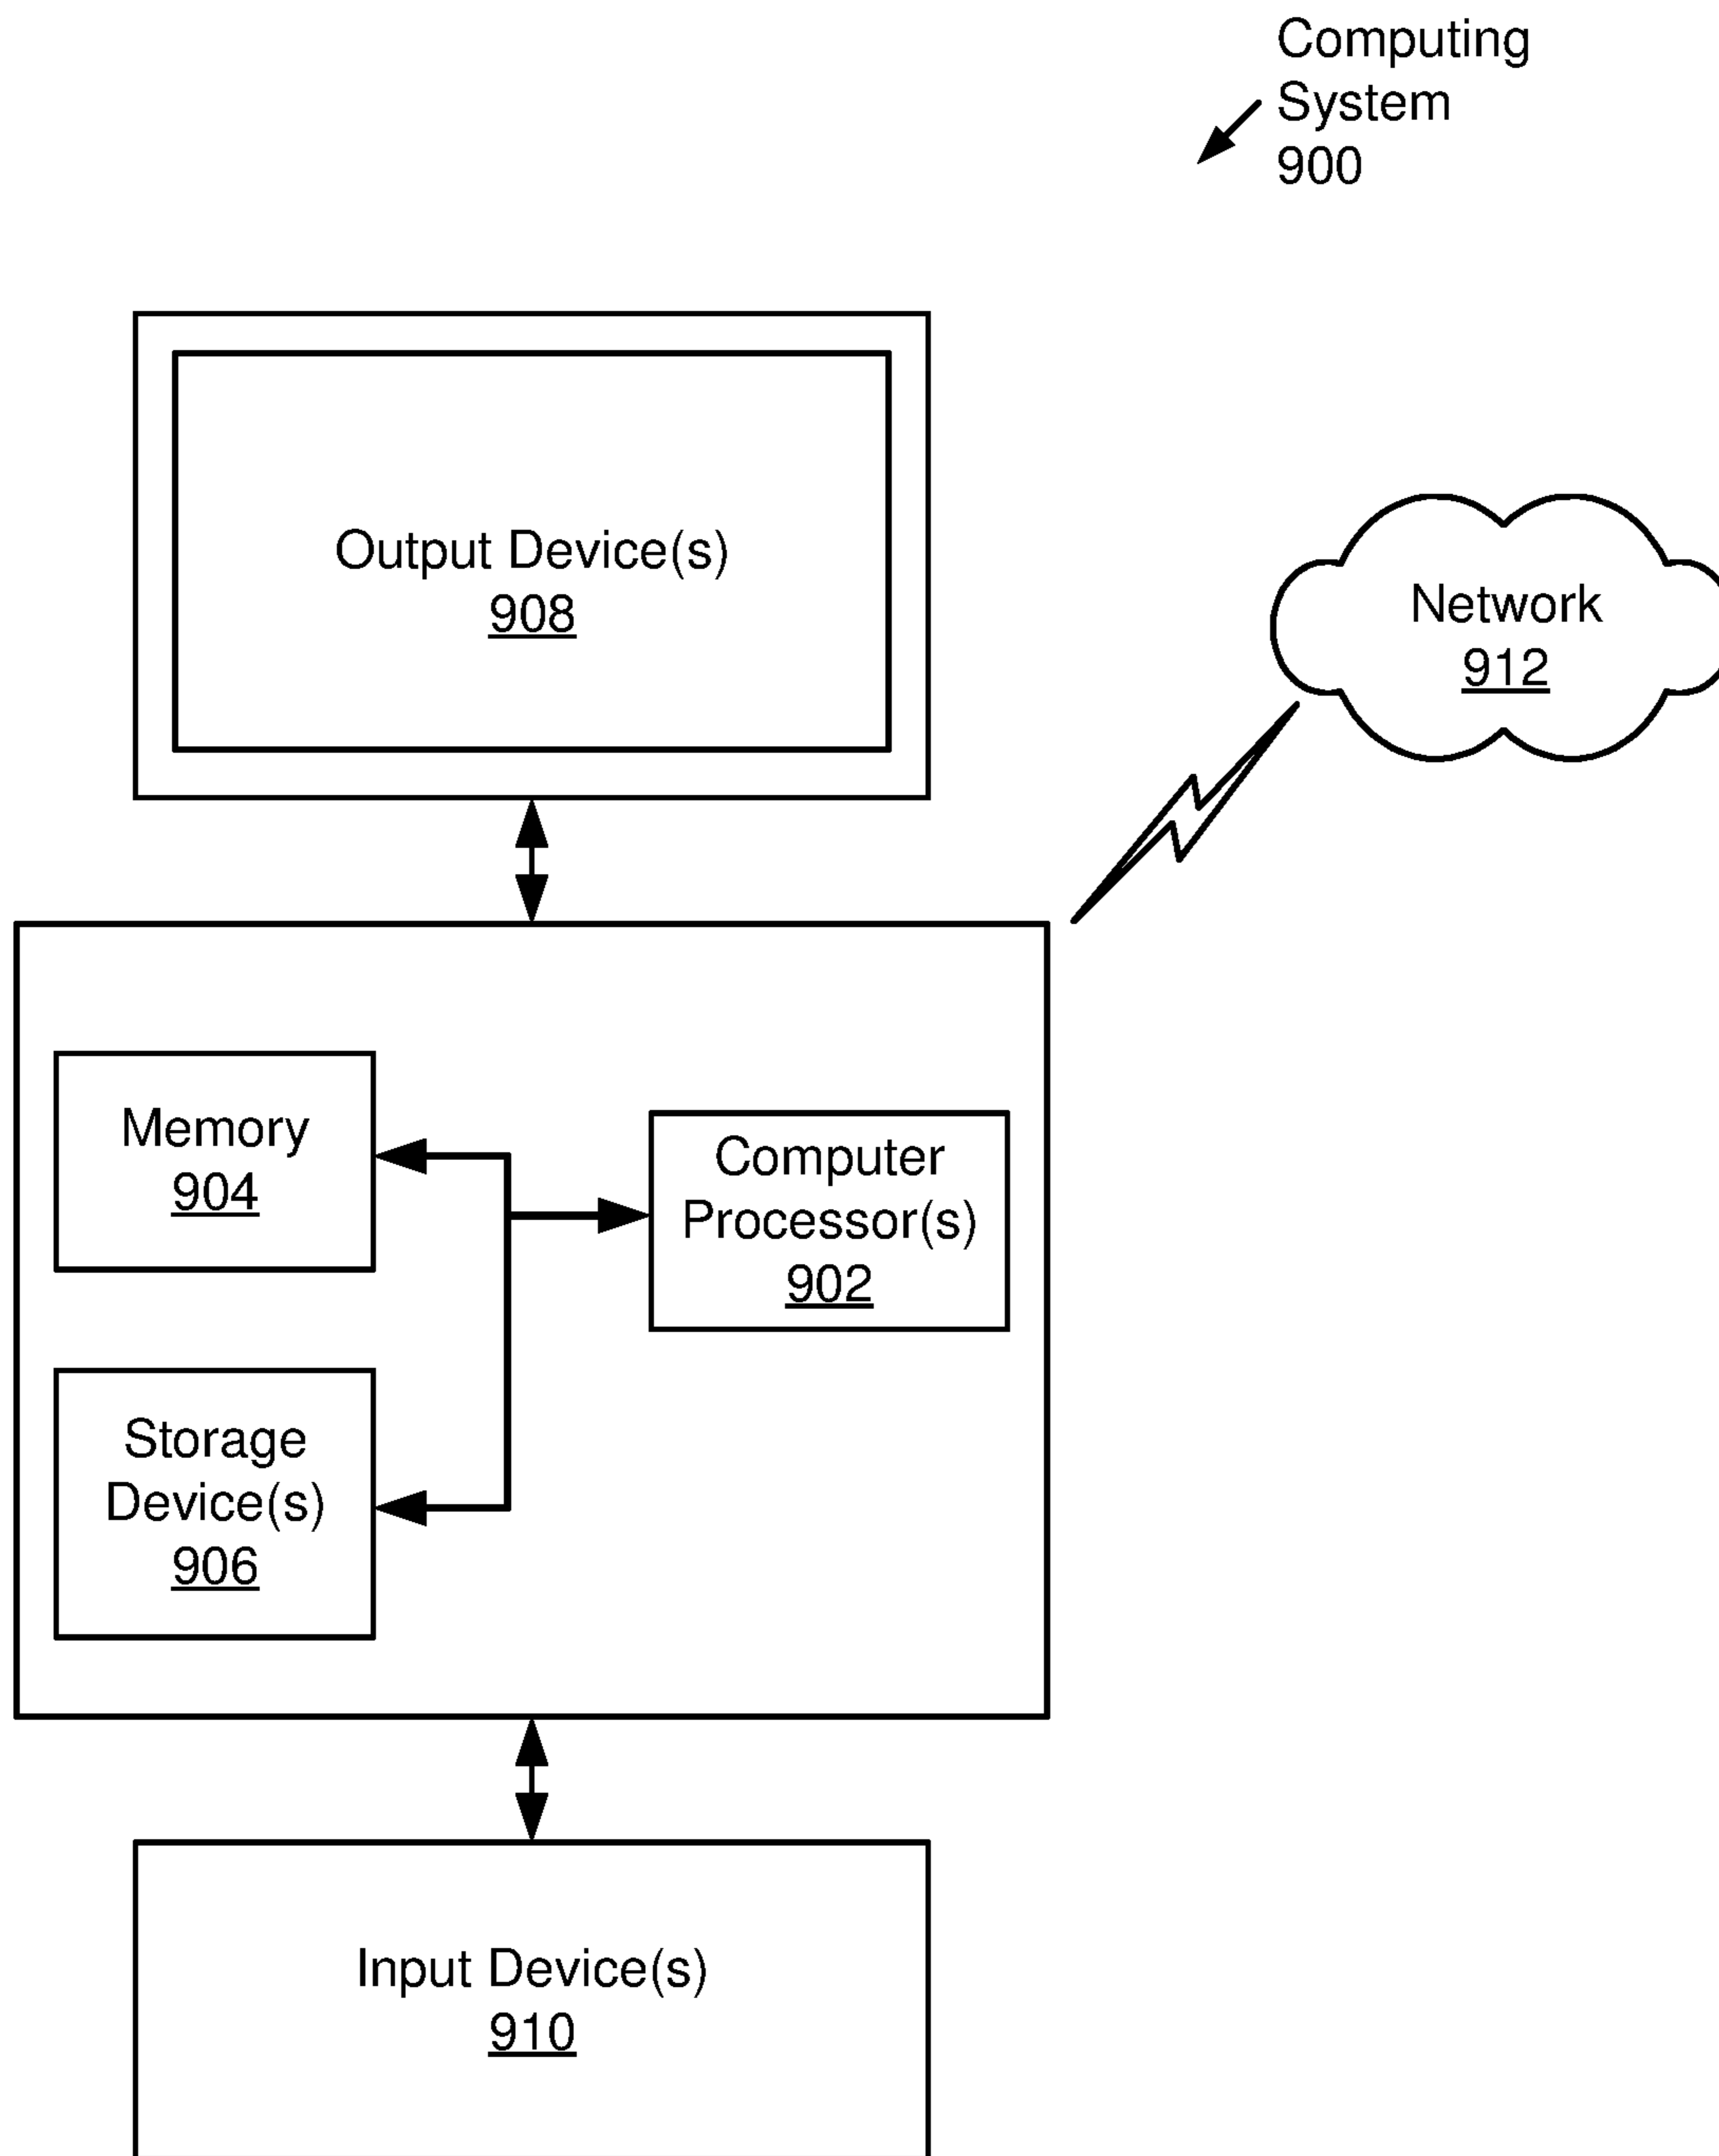 Computing
System
900
Output Device(s)
908
Network
912
Memory
904
Computer
Processor(s)
902
Storage
Device(s)
906
Input Device(s)
910